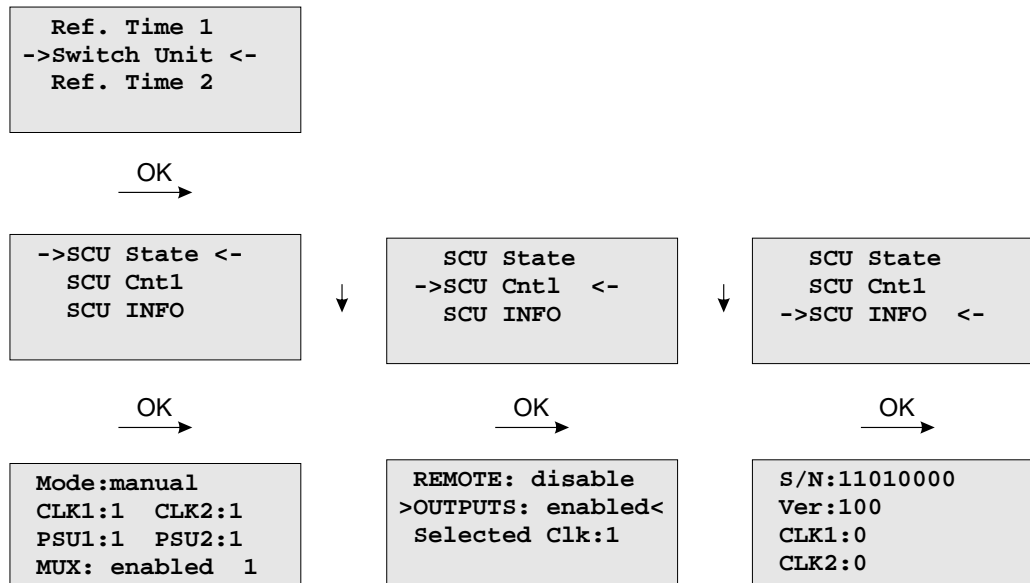 Ref. Time 1
->Switch Unit <-
Ref. Time 2
OK
->SCU State <-
SCU Cnt1
SCU INFO
SCU State
->SCU Cntl <-
SCU INFO
SCU State
SCU Cnt1
->SCU INFO <-
OK
OK
OK
Mode:manual
CLK1:1 CLK2:1
PSU1:1 PSU2:1
MUX: enabled 1
REMOTE: disable
>OUTPUTS: enabled<
Selected Clk:1
S/N:11010000
Ver:100
CLK1:0
CLK2:0